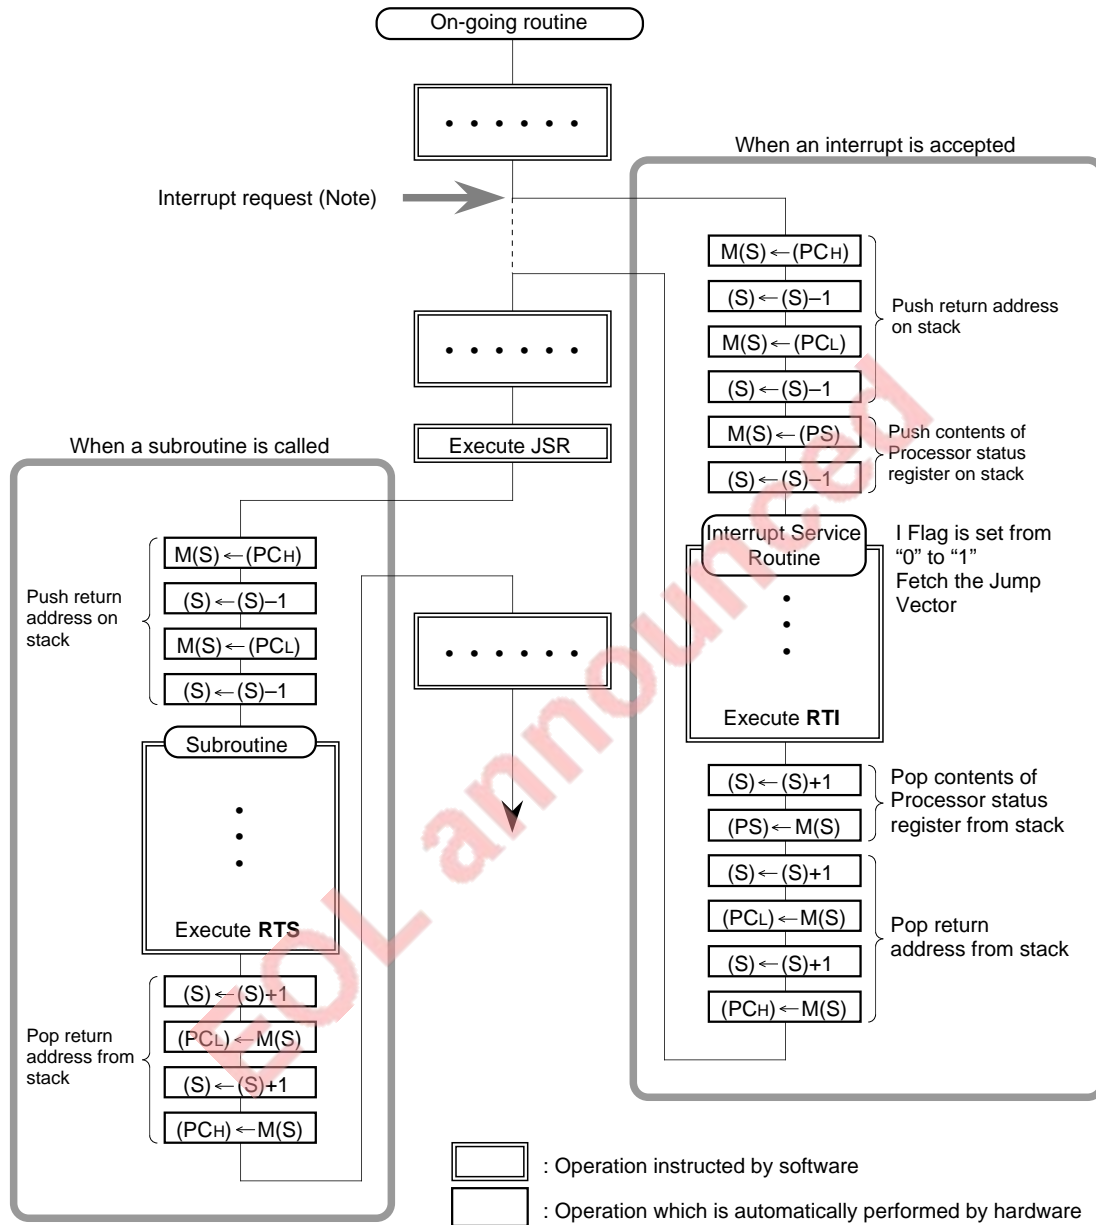 On-going routine
• • • • • •
When an interrupt is accepted
Interrupt request (Note)
M(S)←(PCH)
(S)←(S)–1
M(S)←(PCL)
(S)←(S)–1
Push return address
on stack
M(S)←(PS)
(S)←(S)–1
Push contents of
Processor status
register on stack
Interrupt Service
Routine
I Flag is set from
“0” to “1”
Fetch the Jump
Vector
•
•
•
Execute RTI
(S)←(S)+1
(PS)←M(S)
Pop contents of
Processor status
register from stack
(S)←(S)+1
(PCL)←M(S)
(S)←(S)+1
(PCH)←M(S)
Pop return
address from stack
• • • • • •
Execute JSR
When a subroutine is called
M(S)←(PCH)
(S)←(S)–1
M(S)←(PCL)
(S)←(S)–1
Push return
address on
stack
Subroutine
•
•
•
Execute RTS
(S)←(S)+1
(PCL)←M(S)
(S)←(S)+1
(PCH)←M(S)
Pop return
address from
stack
• • • • • •
: Operation instructed by software
: Operation which is automatically performed by hardware
EOL announced